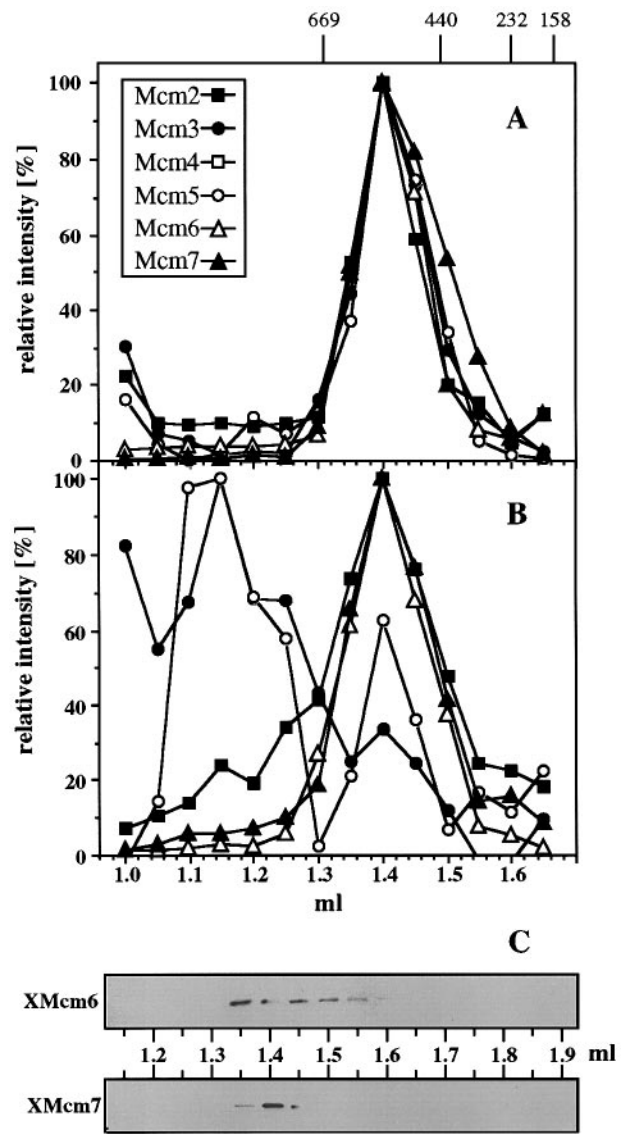 669 440 232 158
A
Mcm2
Mcm3
Mcm4
Mcm5
Mcm6
Mcm7
relative intensity [%]
100
80
60
40
20
0
B
relative intensity [%]
100
80
60
40
20
0
1.0 1.1 1.2 1.3 1.4 1.5 1.6
ml
C
XMcm6
1.2 1.3 1.4 1.5 1.6 1.7 1.8 1.9 ml
XMcm7